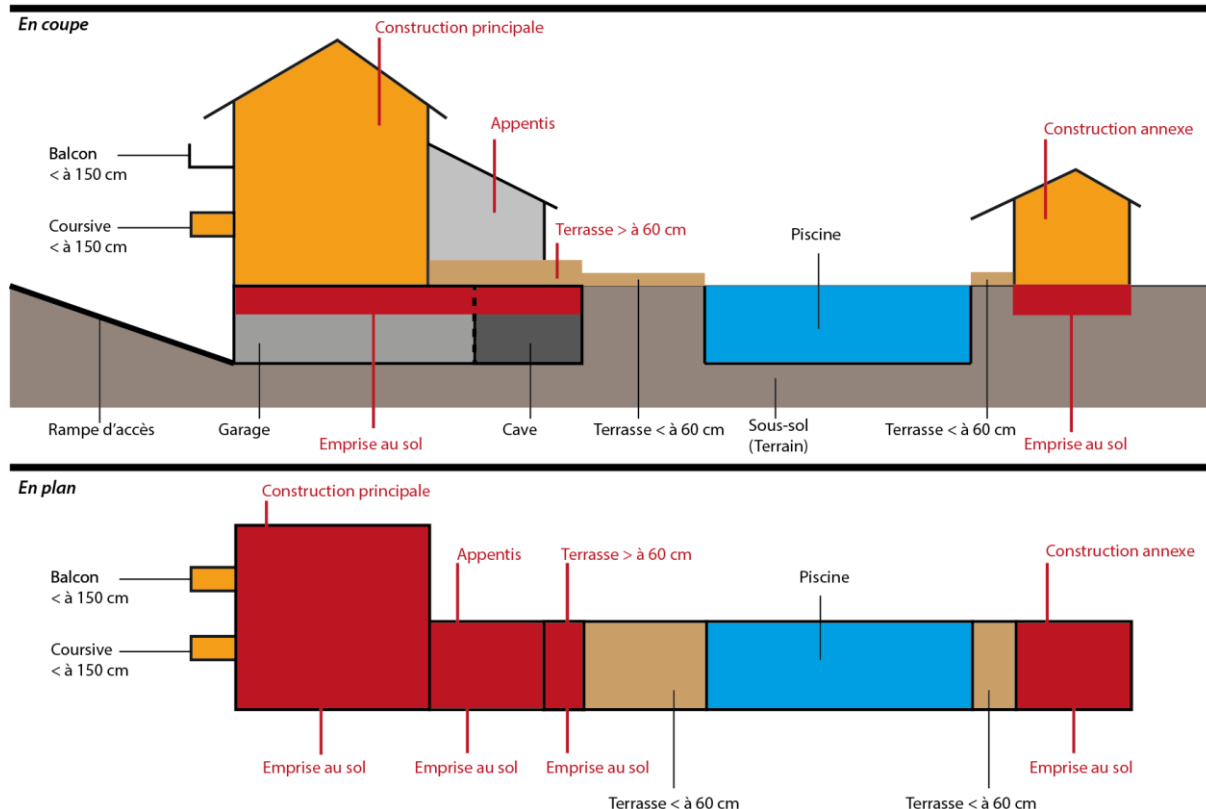 En coupe
Construction principale
Appentis
Construction annexe
Balcon
< à 150 cm
Coursive
< à 150 cm
Terrasse > à 60 cm
Piscine
Rampe d'accès
Garage
Emprise au sol
Cave
Terrasse < à 60 cm
Sous-sol
(Terrain)
Terrasse < à 60 cm
Emprise au sol
En plan
Construction principale
Appentis
Terrasse > à 60 cm
Construction annexe
Balcon
< à 150 cm
Piscine
Coursive
< à 150 cm
Emprise au sol
Emprise au sol
Emprise au sol
Emprise au sol
Terrasse < à 60 cm
Terrasse < à 60 cm